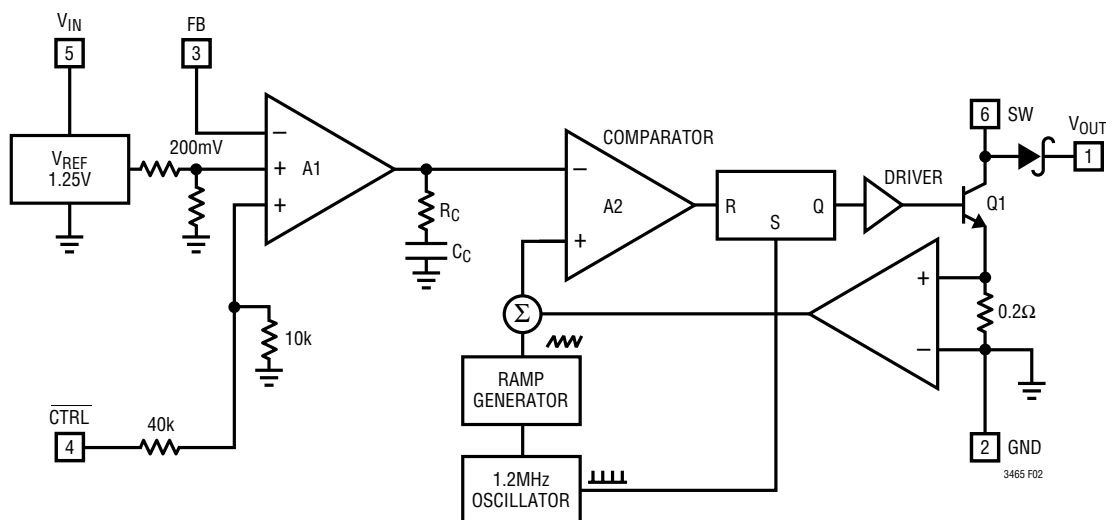 VIN
5
FB
3
VREF
1.25V
200mV
−
+
+
A1
RC
CC
10k
CTRL
4
40k
COMPARATOR
−
+
A2
Σ
RAMP
GENERATOR
1.2MHz
OSCILLATOR
R
S
Q
DRIVER
6
SW
VOUT
1
Q1
+
−
0.2Ω
2
GND
3465 F02